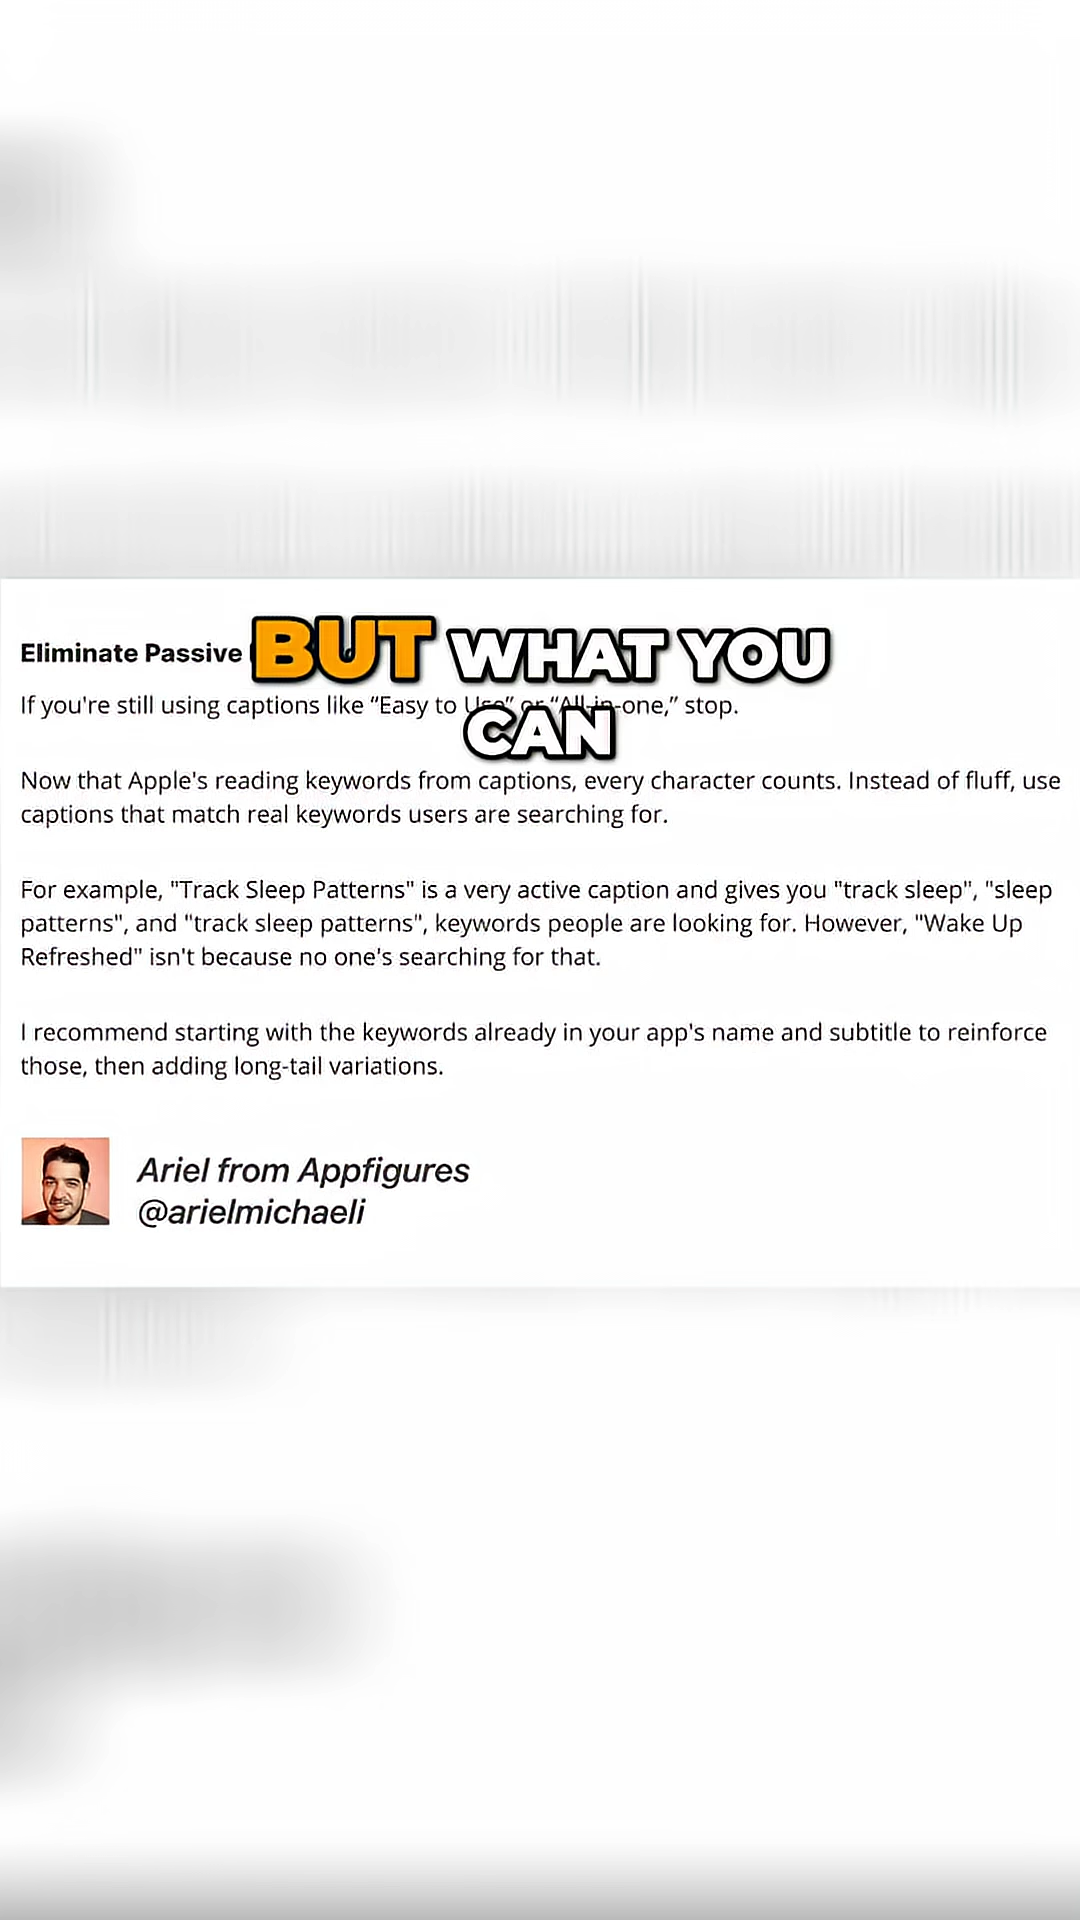 Eliminate Passive
BUT WHAT YOU
CAN
If you're still using captions like “Easy to Use” or “All-in-one,” stop.
Now that Apple's reading keywords from captions, every character counts. Instead of fluff, use
captions that match real keywords users are searching for.
For example, "Track Sleep Patterns" is a very active caption and gives you "track sleep", "sleep
patterns", and "track sleep patterns", keywords people are looking for. However, "Wake Up
Refreshed" isn't because no one's searching for that.
I recommend starting with the keywords already in your app's name and subtitle to reinforce
those, then adding long-tail variations.
Ariel from Appfigures
@arielmichaeli